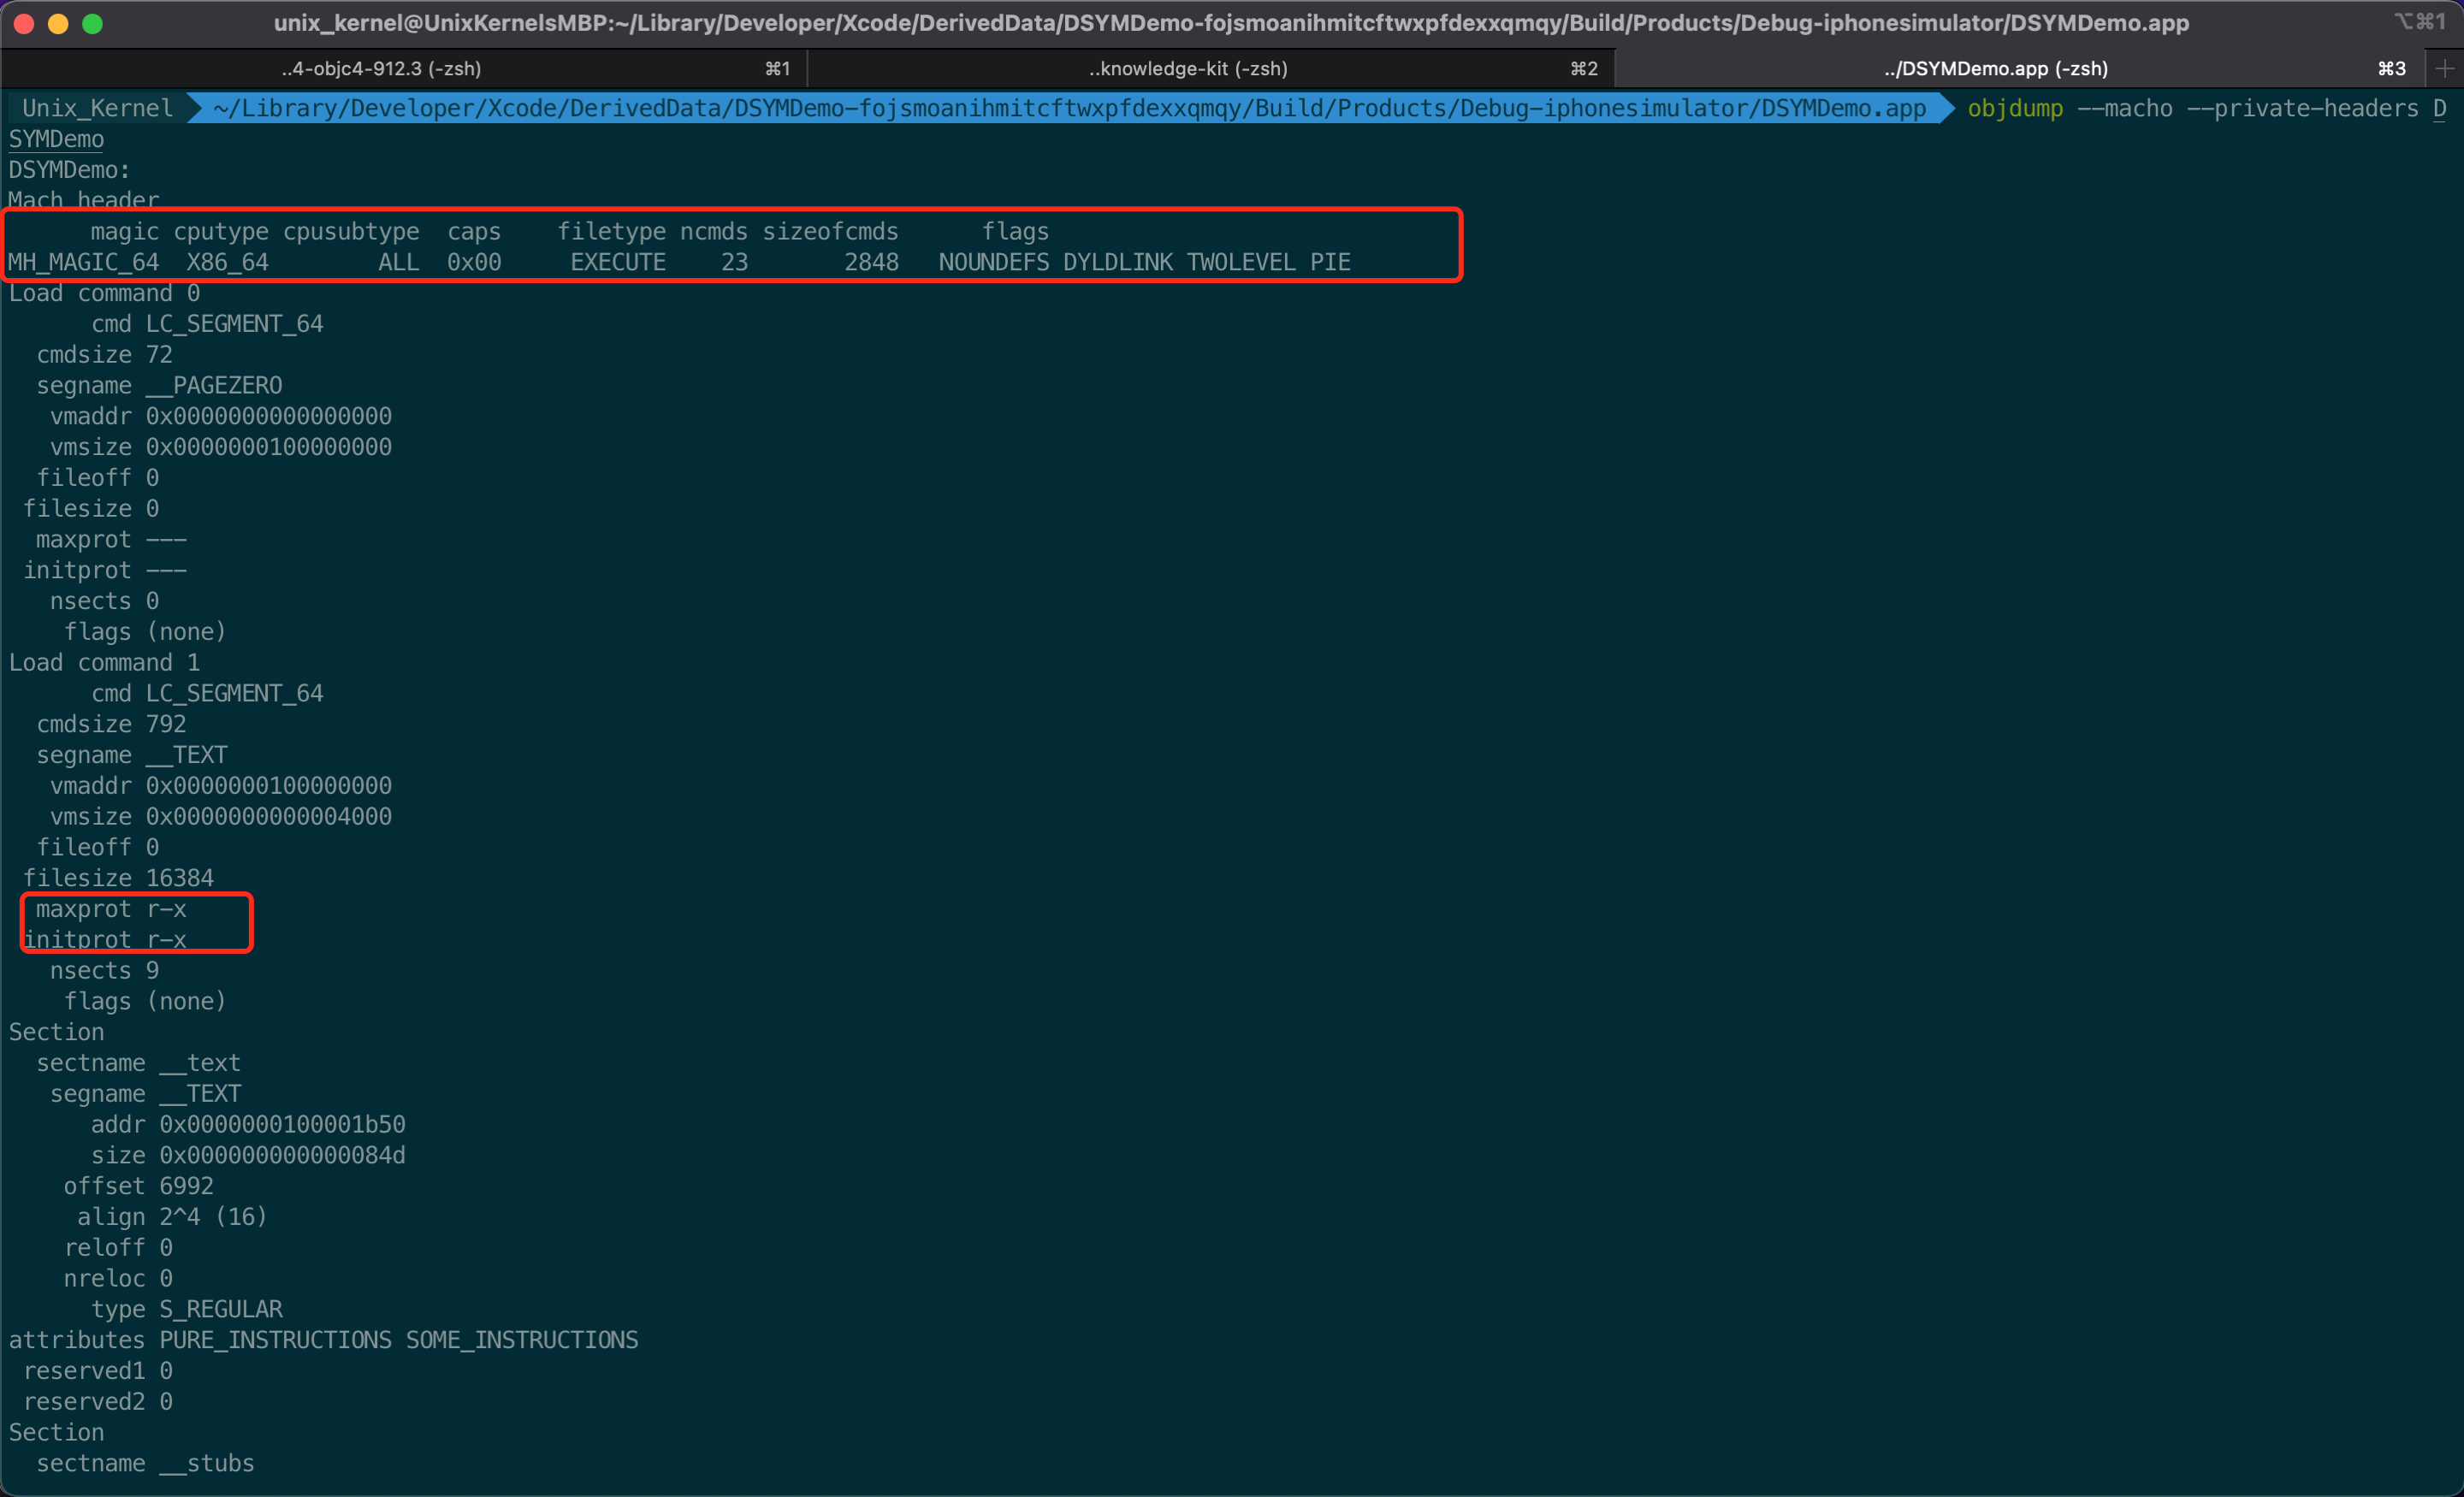 unix_kernel@UnixKernelsMBP:~/Library/Developer/Xcode/DerivedData/DSYMDemo-fojsmoanihmitcftwxpfdexxqmqy/Build/Products/Debug-iphonesimulator/DSYMDemo.app ⌥⌘1
..4-objc4-912.3 (-zsh) ⌘1 ..knowledge-kit (-zsh) ⌘2 ../DSYMDemo.app (-zsh) ⌘3
Unix_Kernel ~/Library/Developer/Xcode/DerivedData/DSYMDemo-fojsmoanihmitcftwxpfdexxqmqy/Build/Products/Debug-iphonesimulator/DSYMDemo.app objdump --macho --private-headers D
SYMDemo
DSYMDemo:
Mach header
magic cputype cpusubtype caps filetype ncmds sizeofcmds flags
MH_MAGIC_64 X86_64 ALL 0x00 EXECUTE 23 2848 NOUNDEFS DYLDLINK TWOLEVEL PIE
Load command 0
cmd LC_SEGMENT_64
cmdsize 72
segname __PAGEZERO
vmaddr 0x0000000000000000
vmsize 0x0000000100000000
fileoff 0
filesize 0
maxprot ---
initprot ---
nsects 0
flags (none)
Load command 1
cmd LC_SEGMENT_64
cmdsize 792
segname __TEXT
vmaddr 0x0000000100000000
vmsize 0x0000000000004000
fileoff 0
filesize 16384
maxprot r-x
initprot r-x
nsects 9
flags (none)
Section
sectname __text
segname __TEXT
addr 0x0000000100001b50
size 0x000000000000084d
offset 6992
align 2^4 (16)
reloff 0
nreloc 0
type S_REGULAR
attributes PURE_INSTRUCTIONS SOME_INSTRUCTIONS
reserved1 0
reserved2 0
Section
sectname __stubs